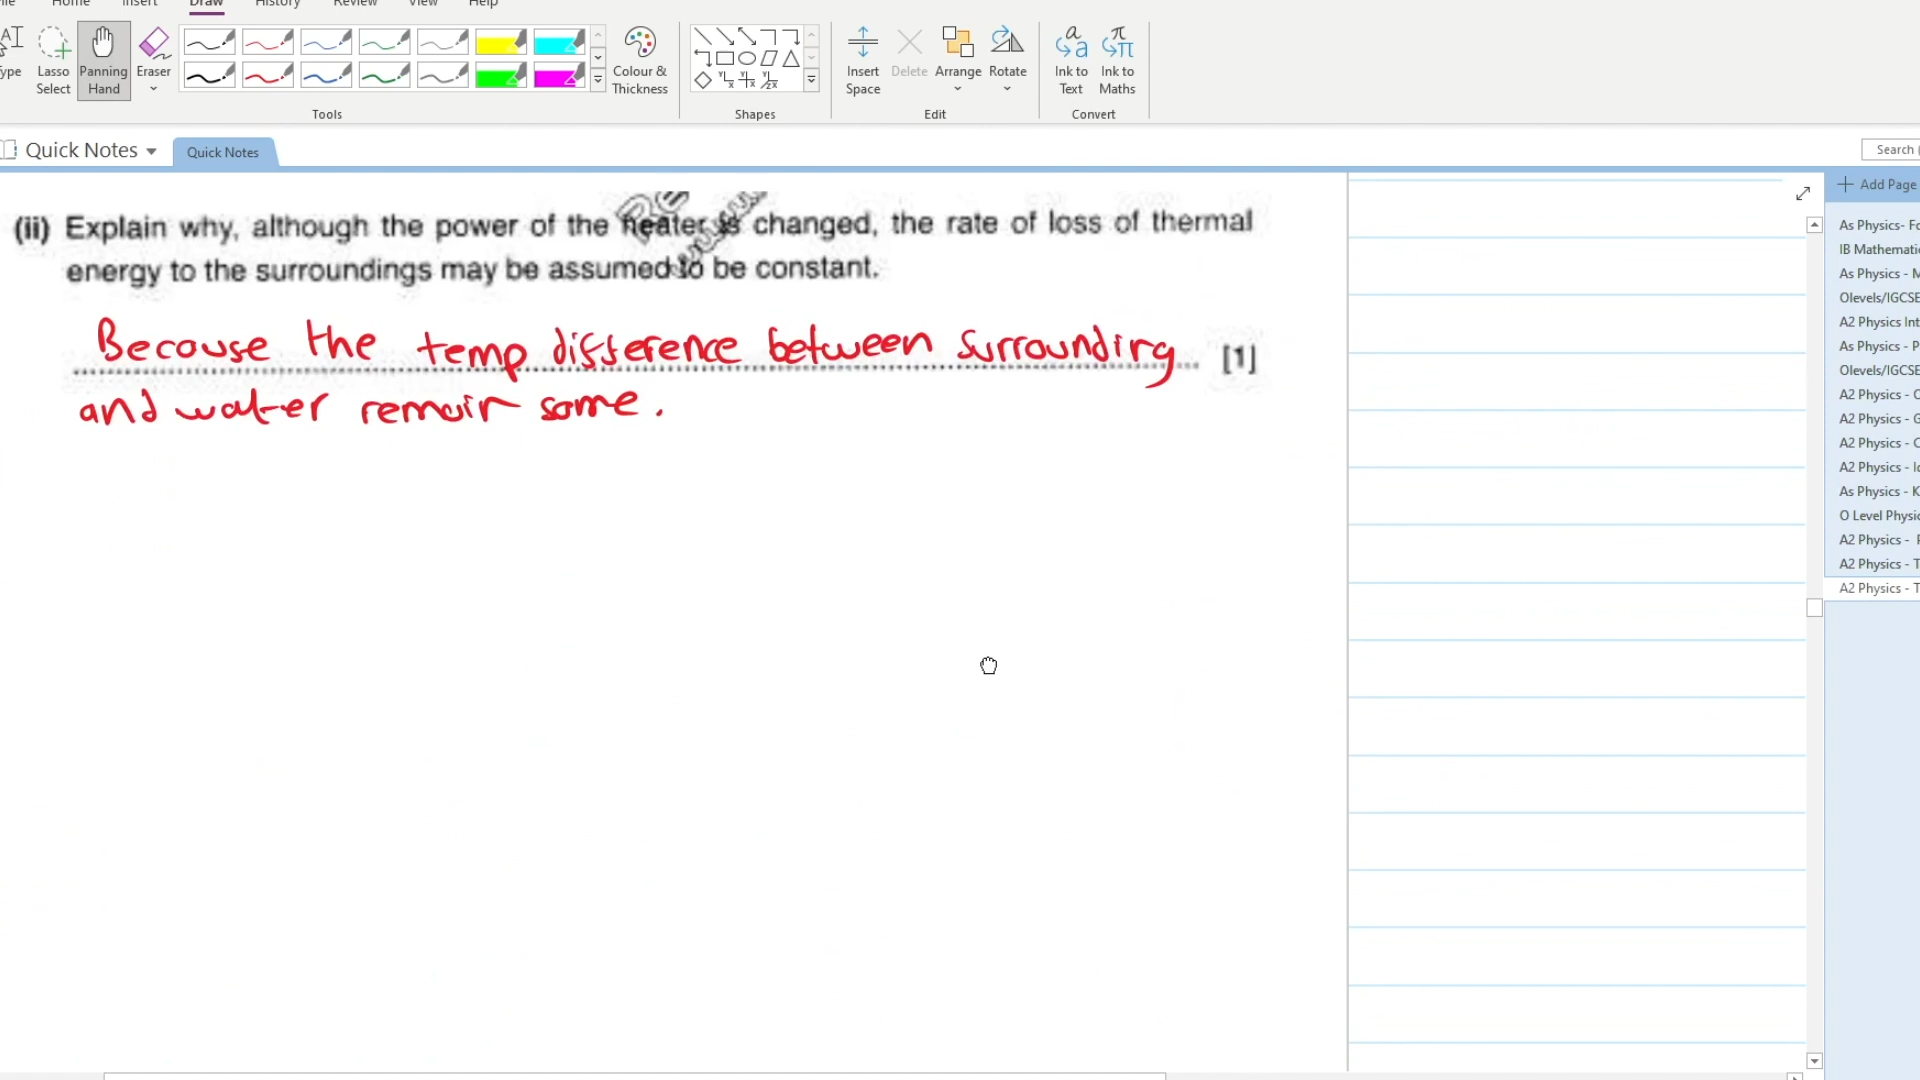 Home Insert Draw History Review View Help
Type
Lasso Select
Panning Hand
Eraser
Colour & Thickness
Insert Space
Delete
Arrange
Rotate
Ink to Text
Ink to Maths
Tools
Shapes
Edit
Convert
Quick Notes
Quick Notes
Search
Add Page
(ii) Explain why, although the power of the heater is changed, the rate of loss of thermal
energy to the surroundings may be assumed to be constant.
Because the temp difference between surrounding
[1]
and water remain same.
As Physics- Fo
IB Mathemati
As Physics - M
Olevels/IGCSE
A2 Physics Int
As Physics - P
Olevels/IGCSE
A2 Physics - C
A2 Physics - G
A2 Physics - C
A2 Physics - Id
As Physics - K
O Level Physic
A2 Physics - P
A2 Physics - T
A2 Physics - T